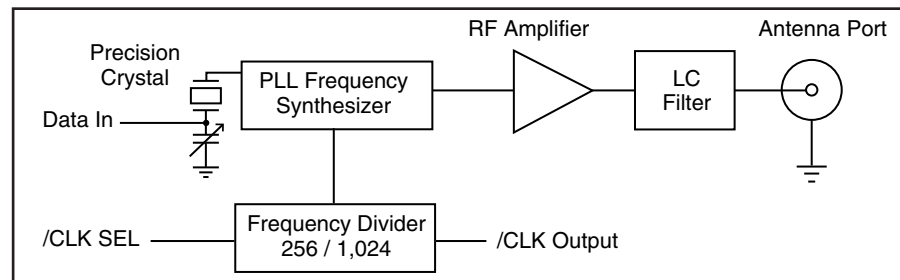 RF Amplifier
Antenna Port
Precision
Crystal
PLL Frequency
Synthesizer
LC
Filter
Data In
Frequency Divider
256 / 1,024
/CLK SEL
/CLK Output